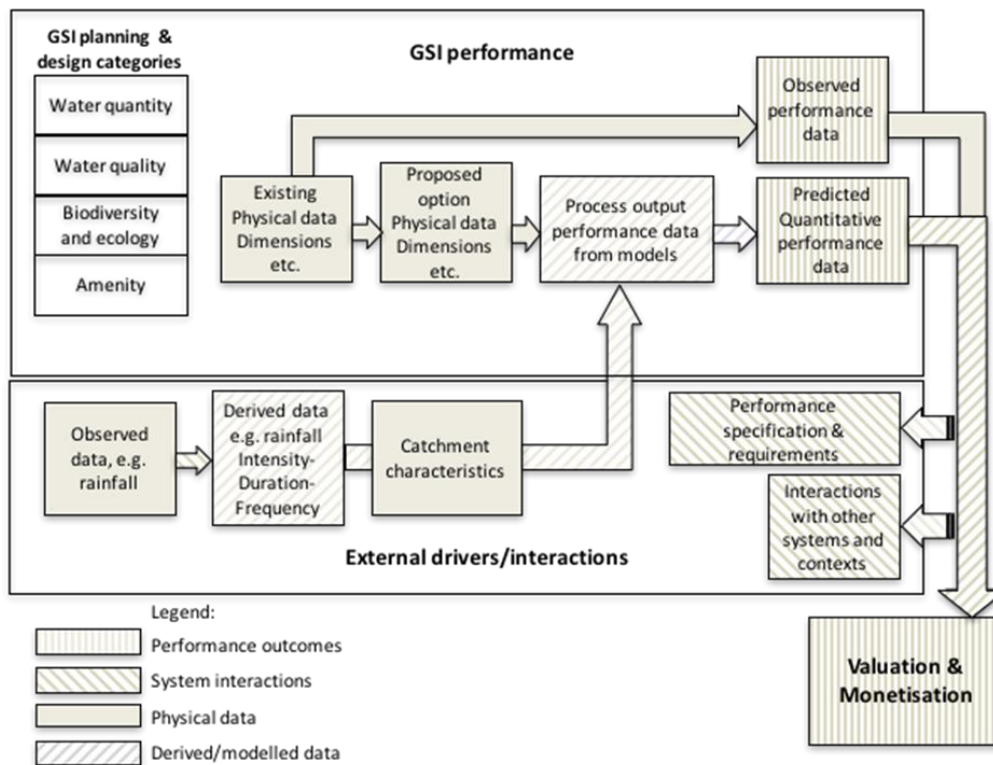 GSI planning &
design categories
Water quantity
Water quality
Biodiversity
and ecology
Amenity
GSI performance
Existing
Physical data
Dimensions
etc.
Proposed
option
Physical data
Dimensions
etc.
Process output
performance data
from models
Observed
performance
data
Predicted
Quantitative
performance
data
Observed
data, e.g.
rainfall
Derived data
e.g. rainfall
Intensity-
Duration-
Frequency
Catchment
characteristics
Performance
specification &
requirements
Interactions
with other
systems and
contexts
External drivers/interactions
Legend:
Performance outcomes
System interactions
Physical data
Derived/modelled data
Valuation &
Monetisation